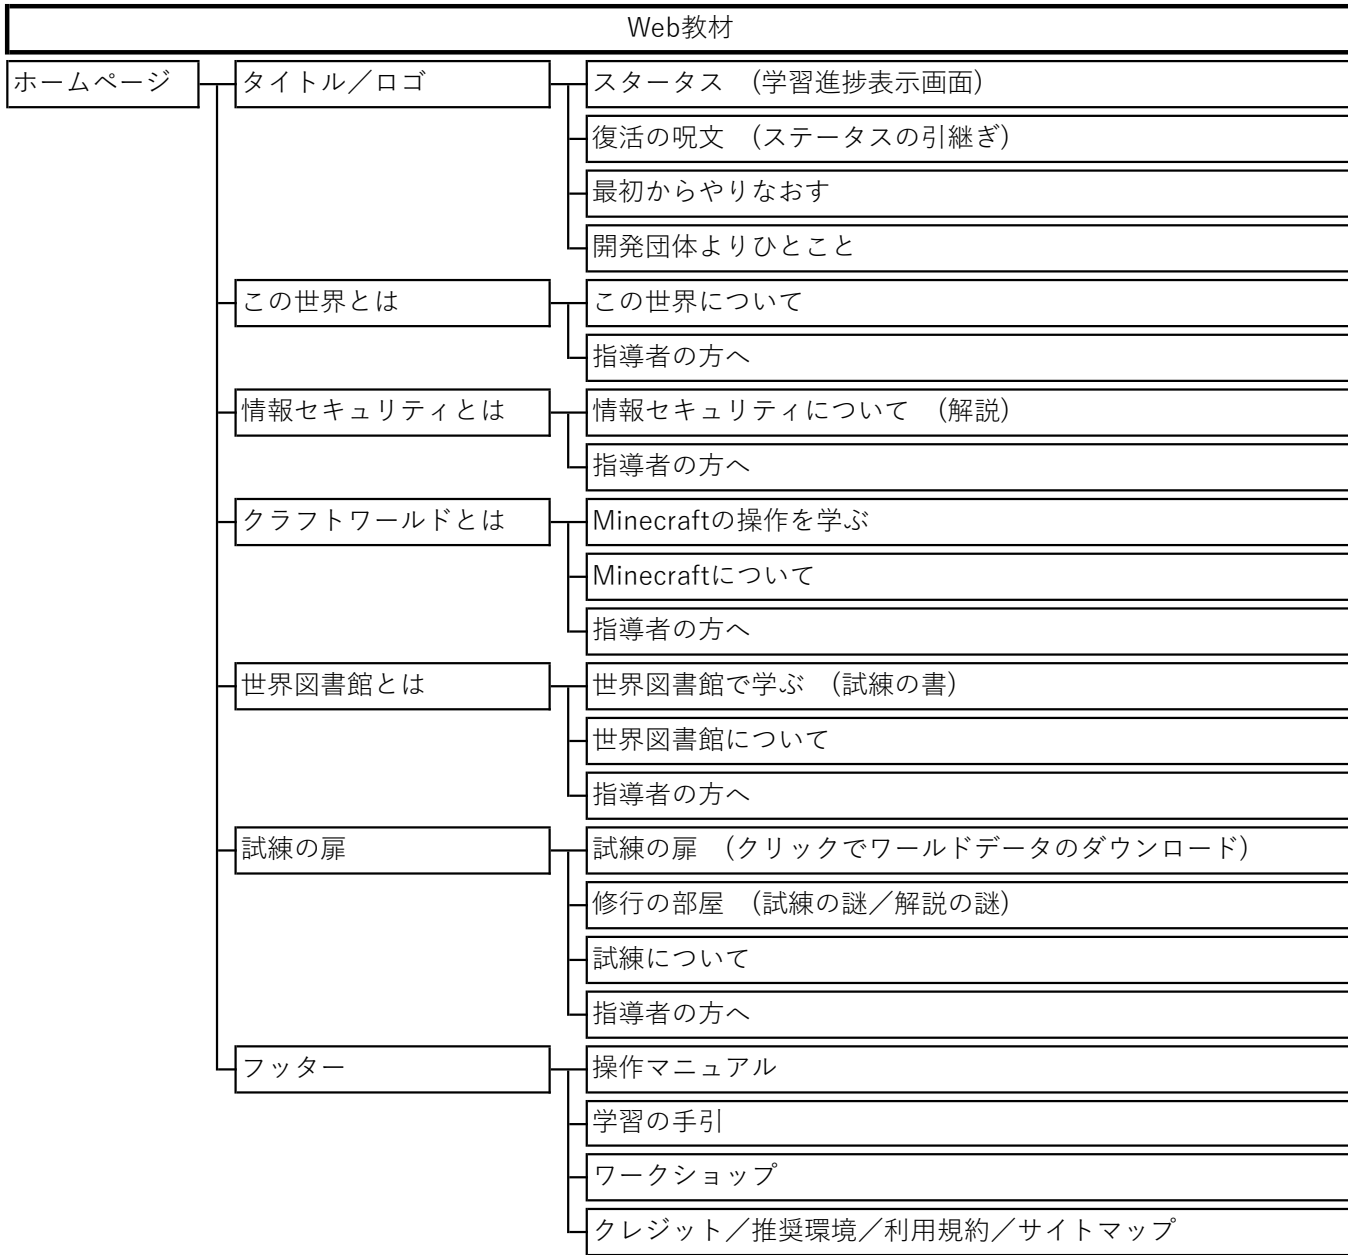 Web教材
ホームページ
タイトル／ロゴ
スタータス　(学習進捗表示画面)
復活の呪文　(ステータスの引継ぎ)
最初からやりなおす
開発団体よりひとこと
この世界とは
この世界について
指導者の方へ
情報セキュリティとは
情報セキュリティについて　(解説)
指導者の方へ
クラフトワールドとは
Minecraftの操作を学ぶ
Minecraftについて
指導者の方へ
世界図書館とは
世界図書館で学ぶ　(試練の書)
世界図書館について
指導者の方へ
試練の扉
試練の扉　(クリックでワールドデータのダウンロード)
修行の部屋　(試練の謎／解説の謎)
試練について
指導者の方へ
フッター
操作マニュアル
学習の手引
ワークショップ
クレジット／推奨環境／利用規約／サイトマップ